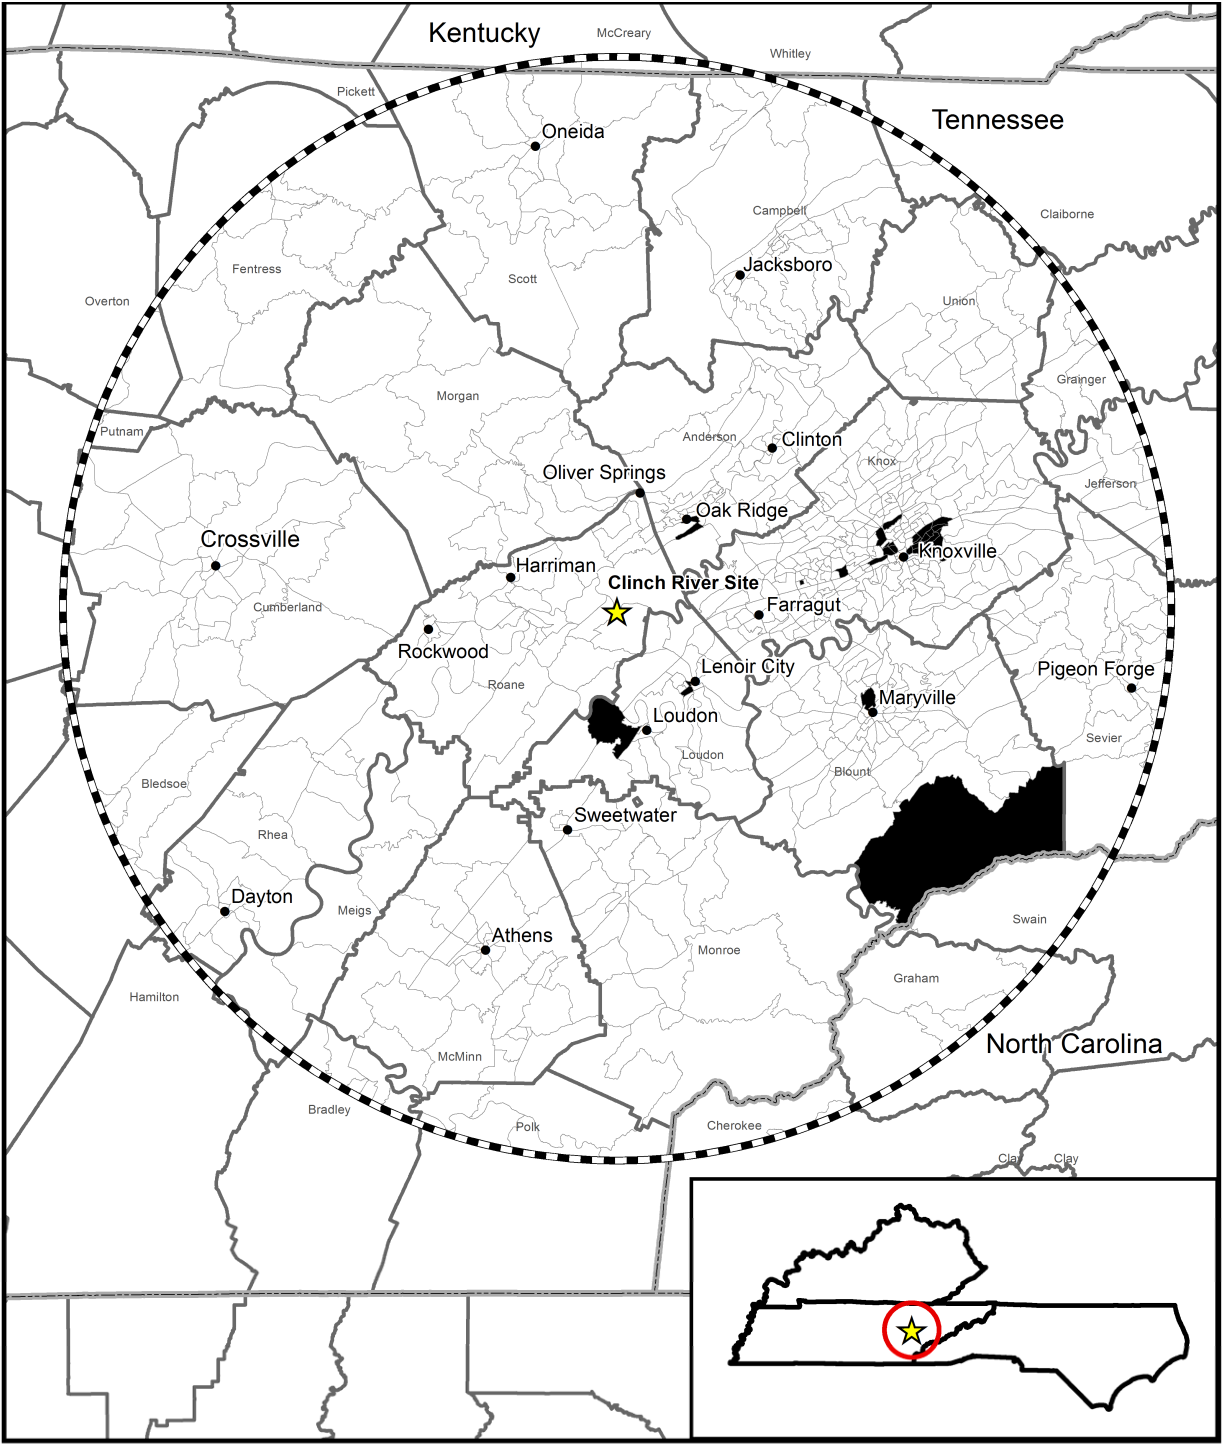 Kentucky
McCreary
Whitley
Pickett
Tennessee
Oneida
Campbell
Claiborne
Fentress
Scott
Jacksboro
Overton
Union
Grainger
Morgan
Putnam
Anderson
Clinton
Knox
Oliver Springs
Jefferson
Oak Ridge
Crossville
Knoxville
Harriman
Clinch River Site
Cumberland
Farragut
Rockwood
Lenoir City
Pigeon Forge
Roane
Maryville
Loudon
Sevier
Loudon
Blount
Bledsoe
Sweetwater
Rhea
Dayton
Meigs
Swain
Athens
Monroe
Graham
Hamilton
North Carolina
McMinn
Bradley
Polk
Cherokee
Clay
Clay